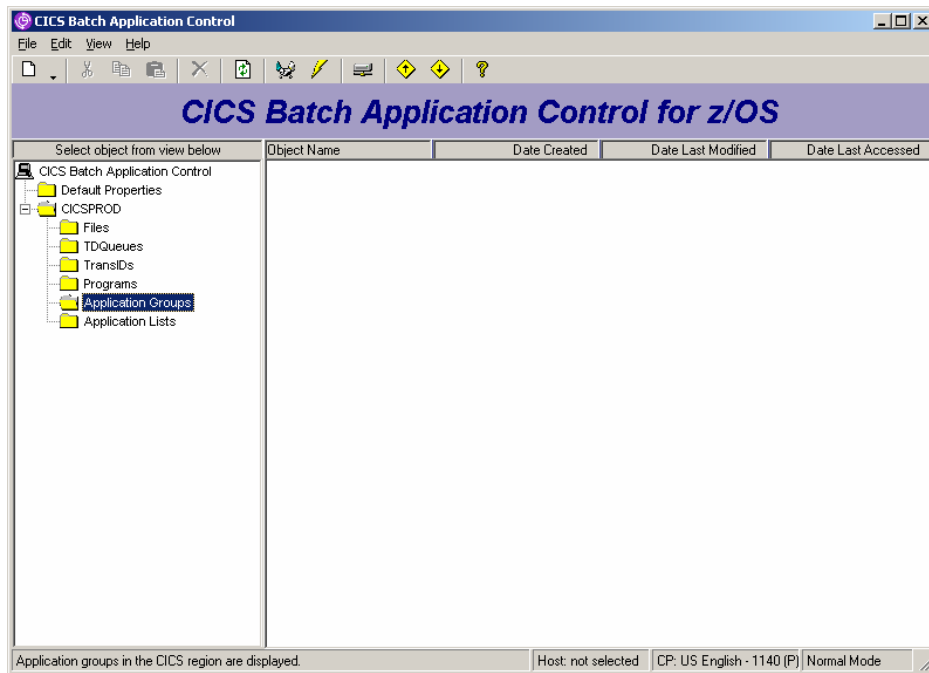 CICS Batch Application Control
File Edit View Help
CICS Batch Application Control for z/OS
Select object from view below Object Name Date Created Date Last Modified Date Last Accessed
CICS Batch Application Control
Default Properties
CICSPROD
Files
TDQueues
TransIDs
Programs
Application Groups
Application Lists
Application groups in the CICS region are displayed. Host: not selected CP: US English - 1140 (P) Normal Mode